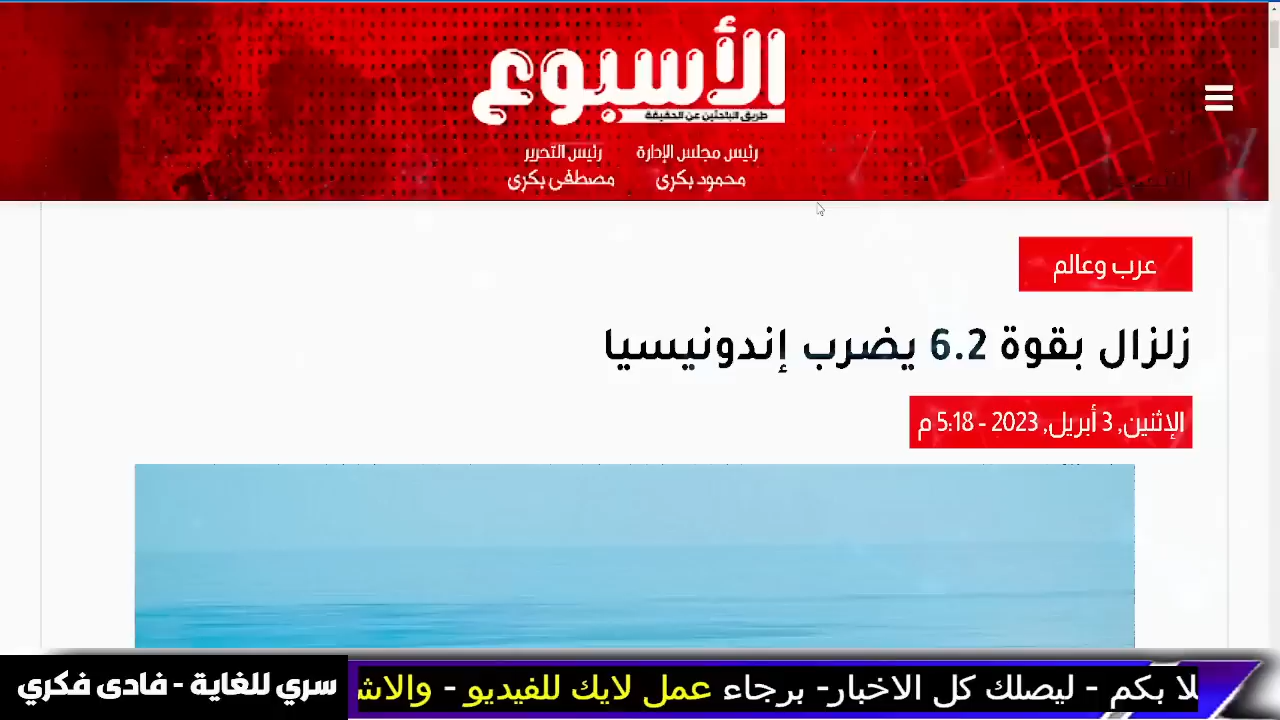 الأسبوع
طريق الباحثين عن الحقيقة
رئيس مجلس الإدارة
محمود بكرى
رئيس التحرير
مصطفى بكرى
عرب وعالم
زلزال بقوة 6.2 يضرب إندونيسيا
الإثنين, 3 أبريل, 2023 - 5:18 م
بكم - ليصلك كل الاخبار- برجاء عمل لايك للفيديو -
سري للغاية - فادى فكري